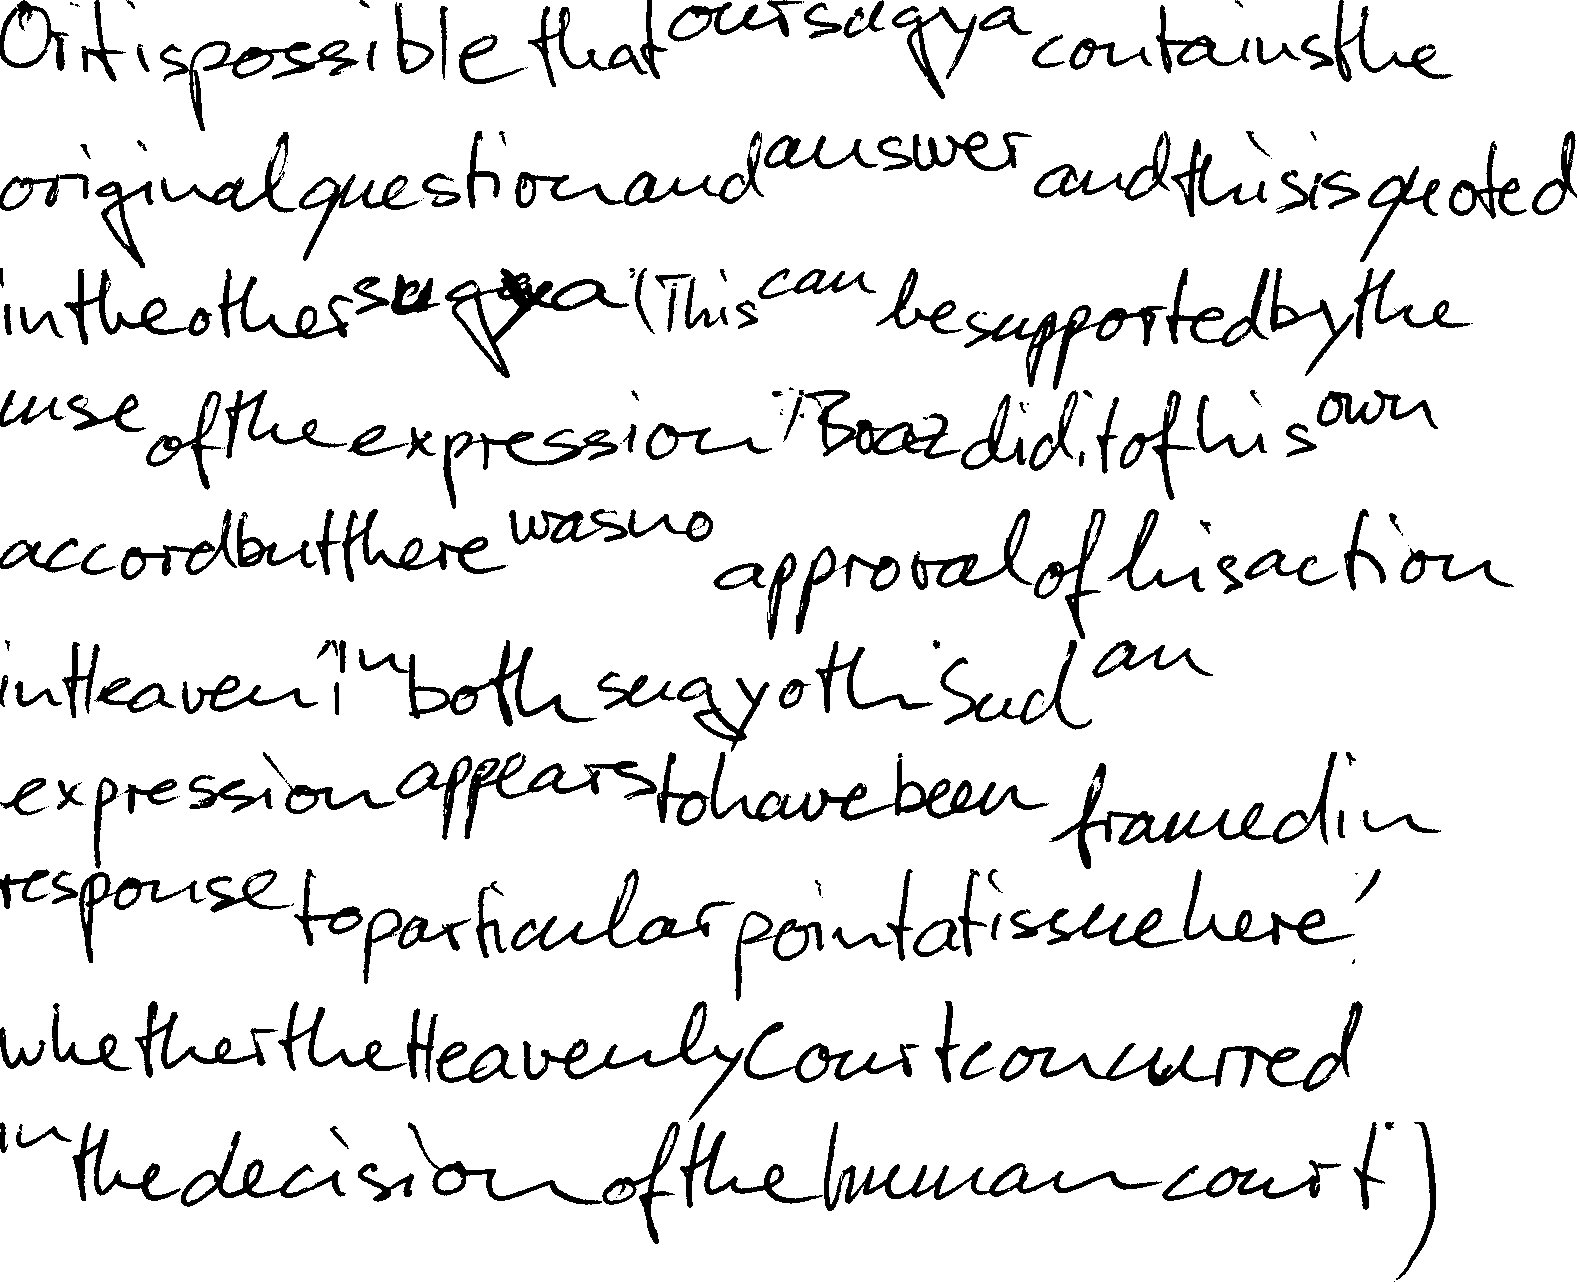 Or it is possible that our sugya contains the
original question and answer and this is quoted
in the other sugya (This can be supported by the
use of the expression "Boaz did it of his own
accord but there was no approval of his action
in Heaven" in both sugyoth. Such an
expression appears to have been framed in
response to particular point at issue here,
whether the Heavenly Court concurred
in the decision of the human court.)